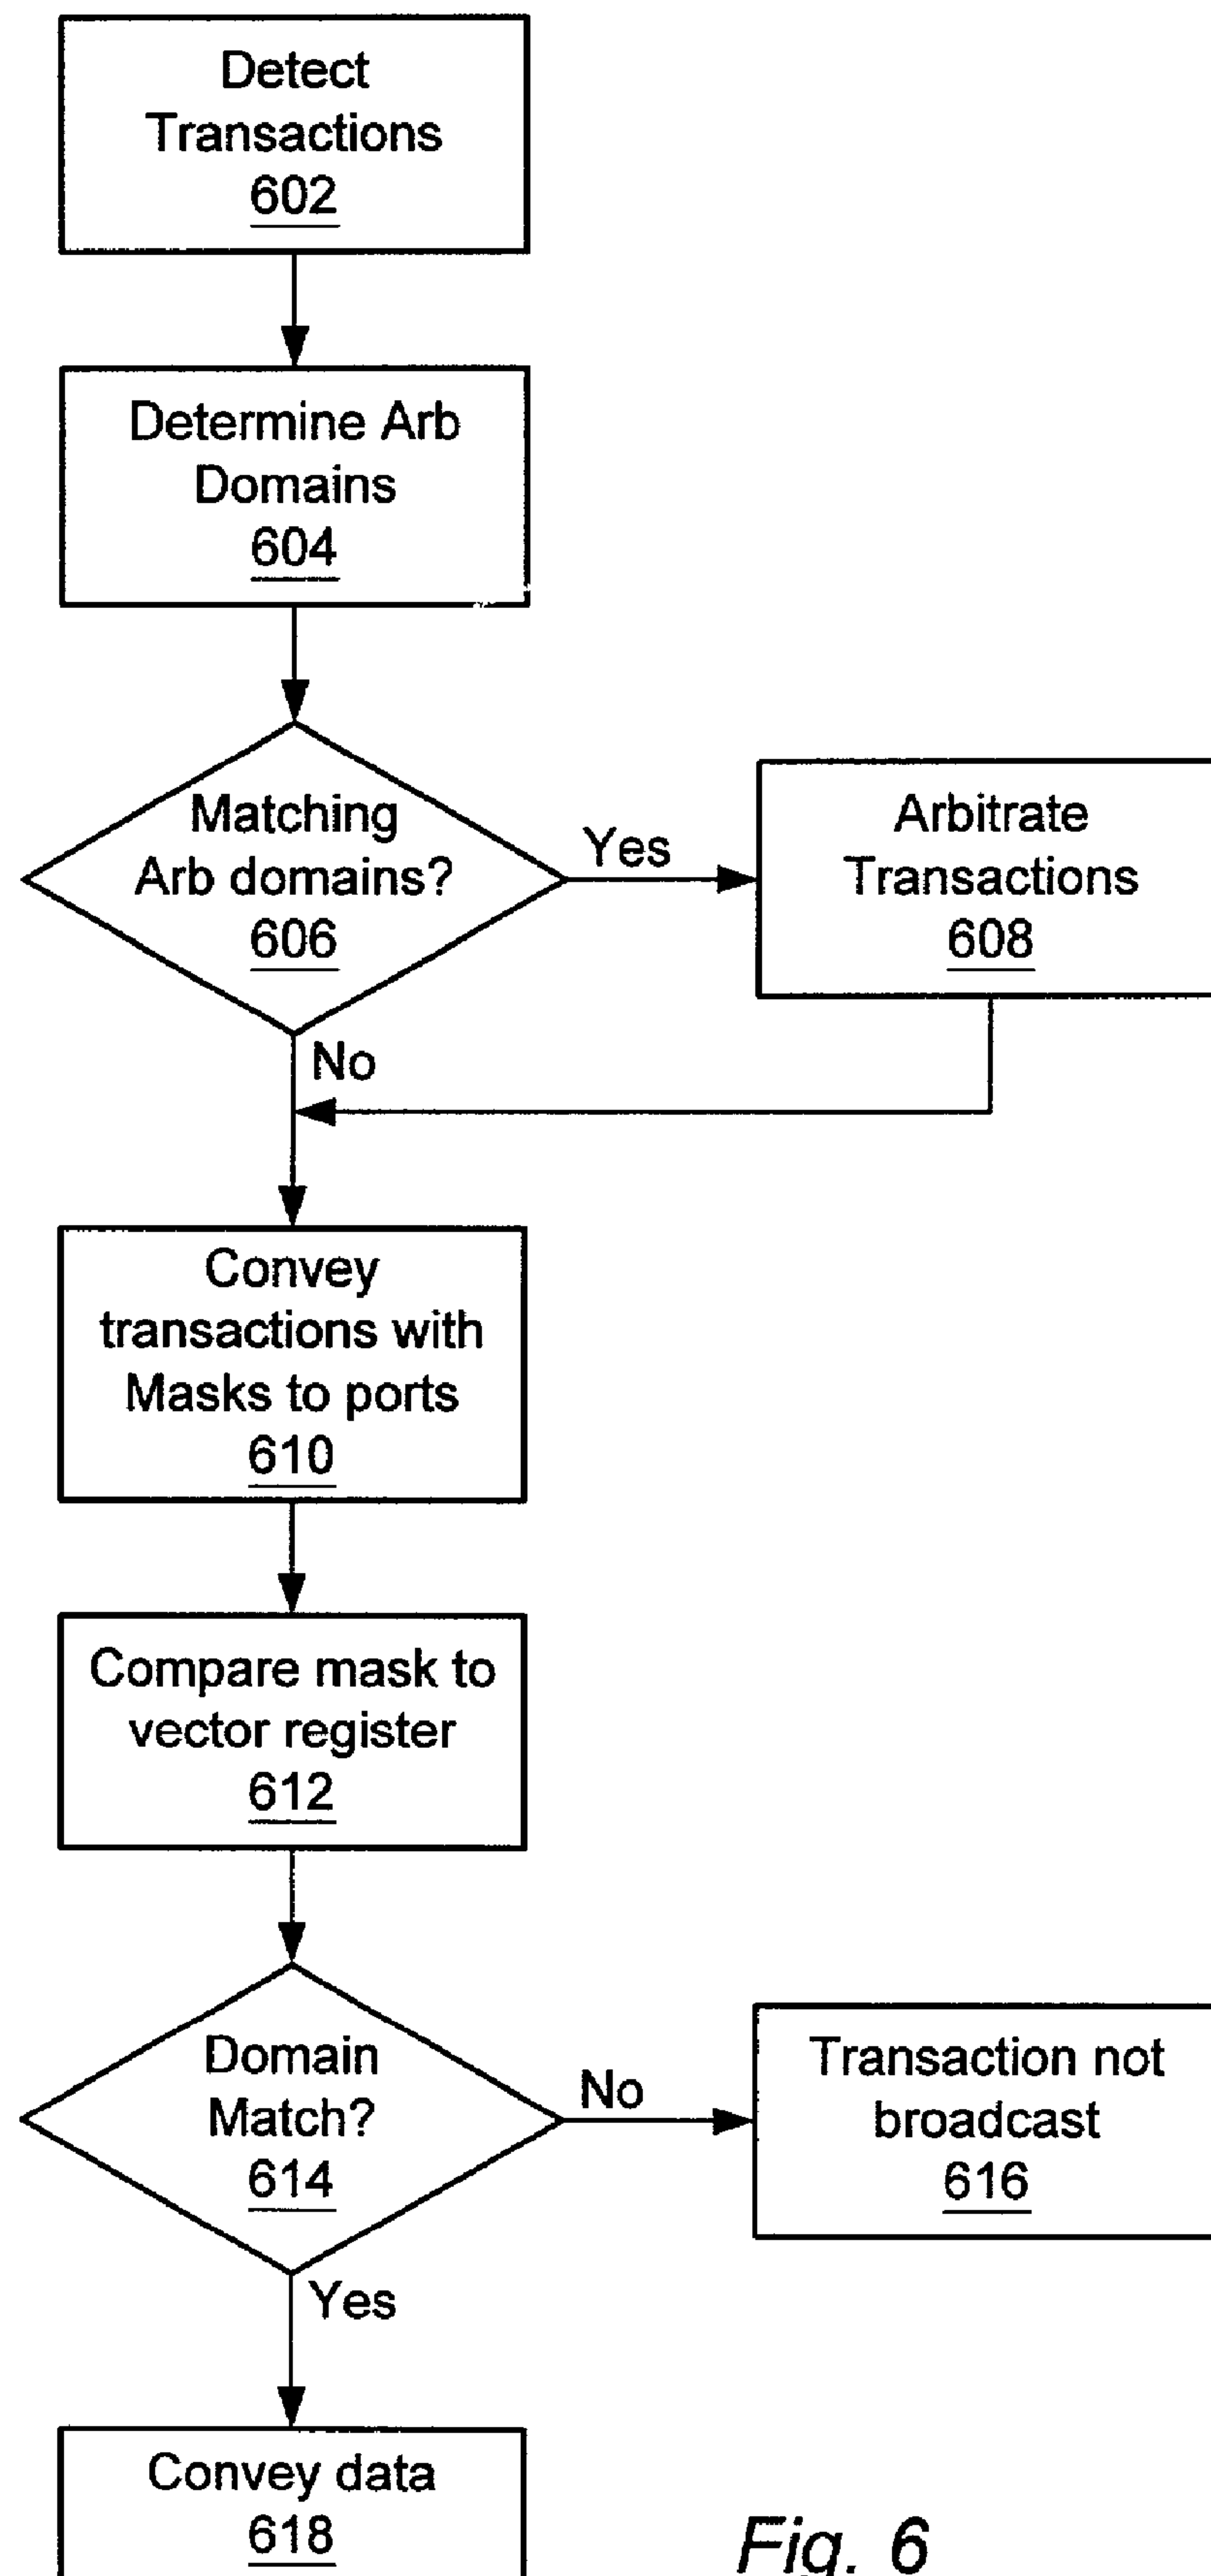 Detect
Transactions
602
Determine Arb
Domains
604
Matching
Arb domains?
606
Yes
Arbitrate
Transactions
608
No
Convey
transactions with
Masks to ports
610
Compare mask to
vector register
612
Domain
Match?
614
No
Transaction not
broadcast
616
Yes
Convey data
618
Fig. 6